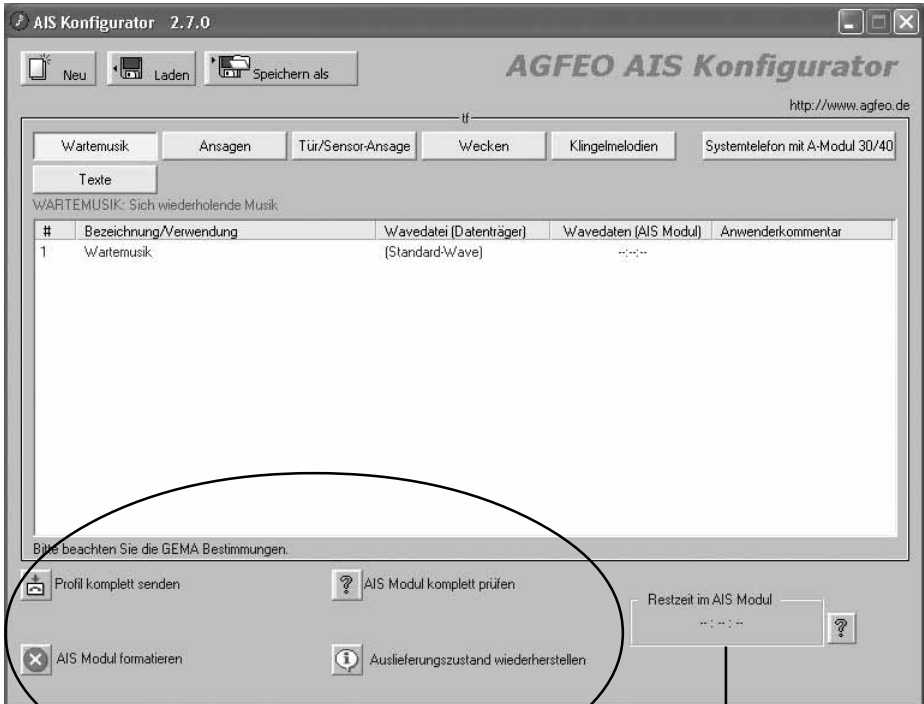 AIS Konfigurator 2.7.0
Neu Laden Speichern als
AGFEO AIS Konfigurator
http://www.agfeo.de
tf
Wartemusik Ansagen Tür/Sensor-Ansage Wecken Klingelmelodien Systemtelefon mit A-Modul 30/40
Texte
WARTEMUSIK: Sich wiederholende Musik
# Bezeichnung/Verwendung Wavedatei (Datenträger) Wavedaten (AIS Modul) Anwenderkommentar
1 Wartemusik (Standard-Wave) --:--:--
Bitte beachten Sie die GEMA Bestimmungen.
Profil komplett senden ? AIS Modul komplett prüfen
Restzeit im AIS Modul
-- : -- : -- ?
AIS Modul formatieren Auslieferungszustand wiederherstellen